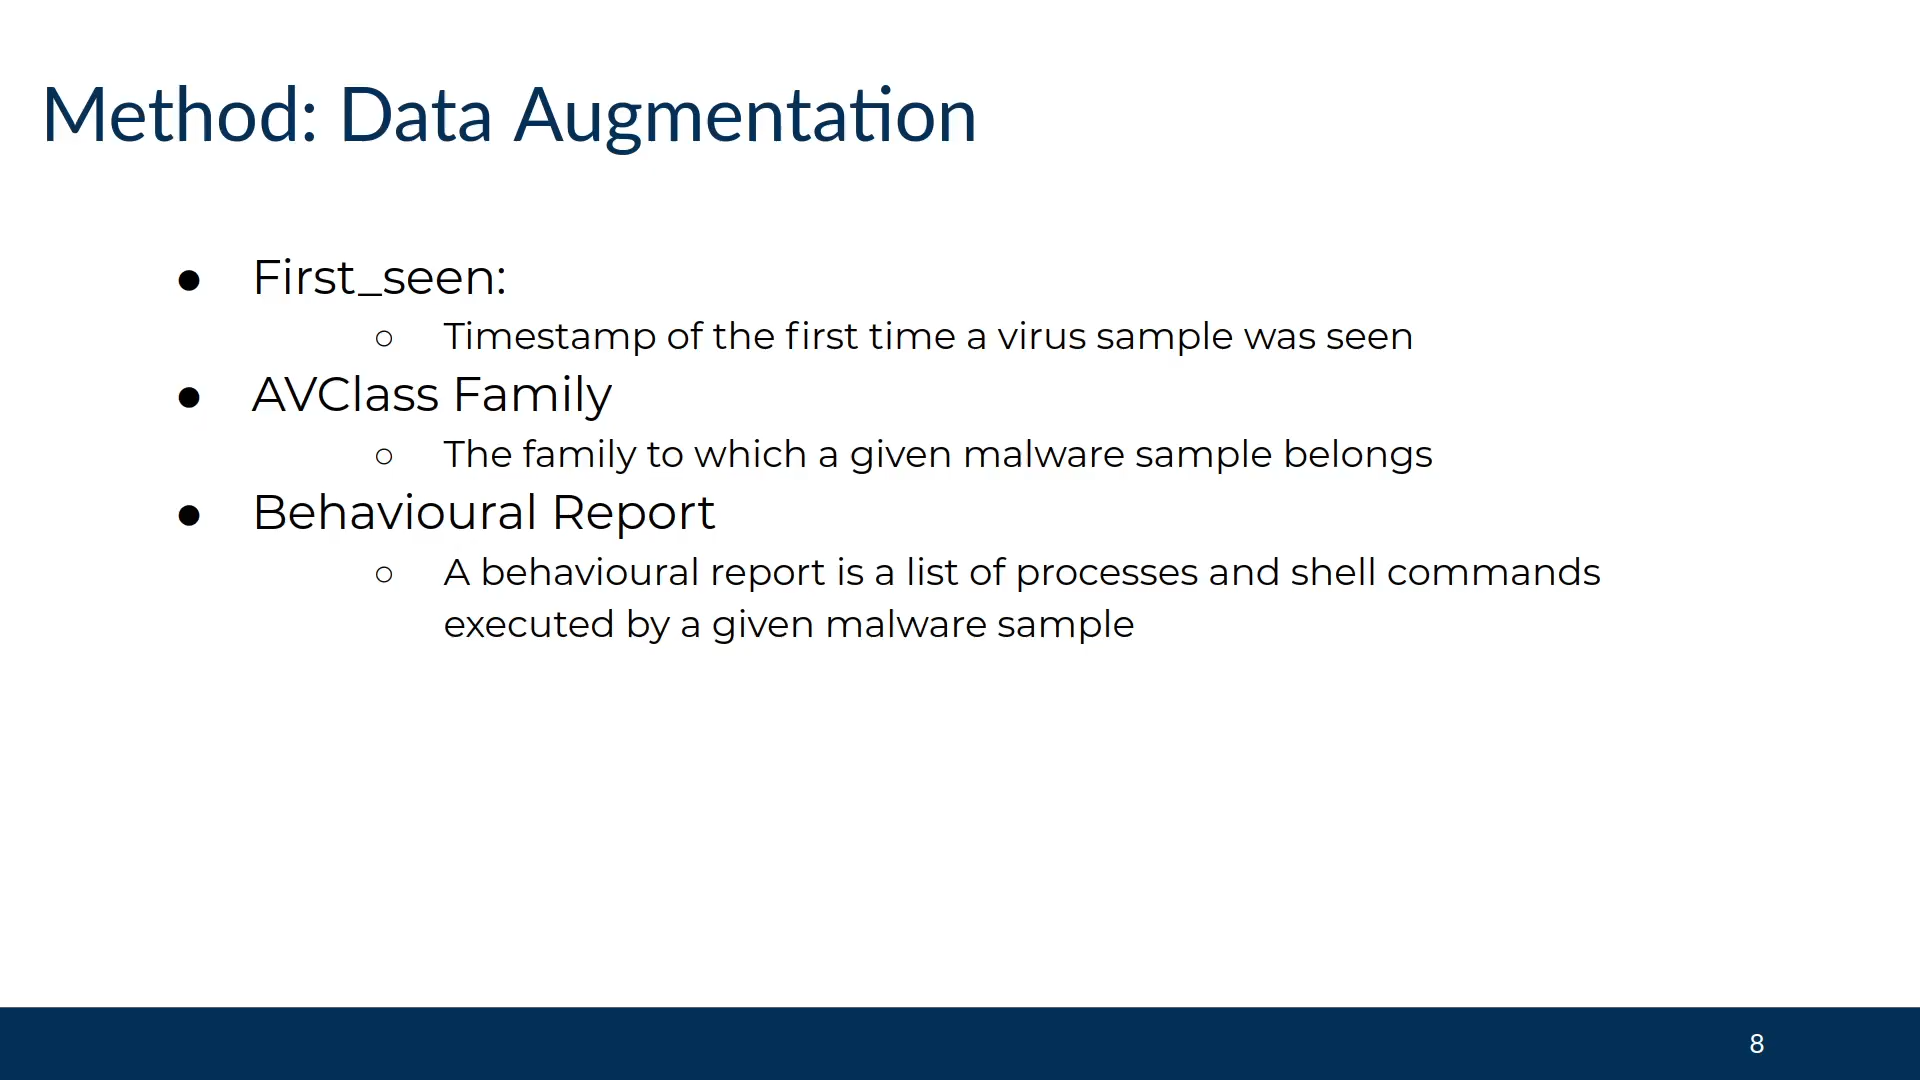 Method: Data Augmentation
● First_seen:
○ Timestamp of the first time a virus sample was seen
● AVClass Family
○ The family to which a given malware sample belongs
● Behavioural Report
○ A behavioural report is a list of processes and shell commands
executed by a given malware sample
8